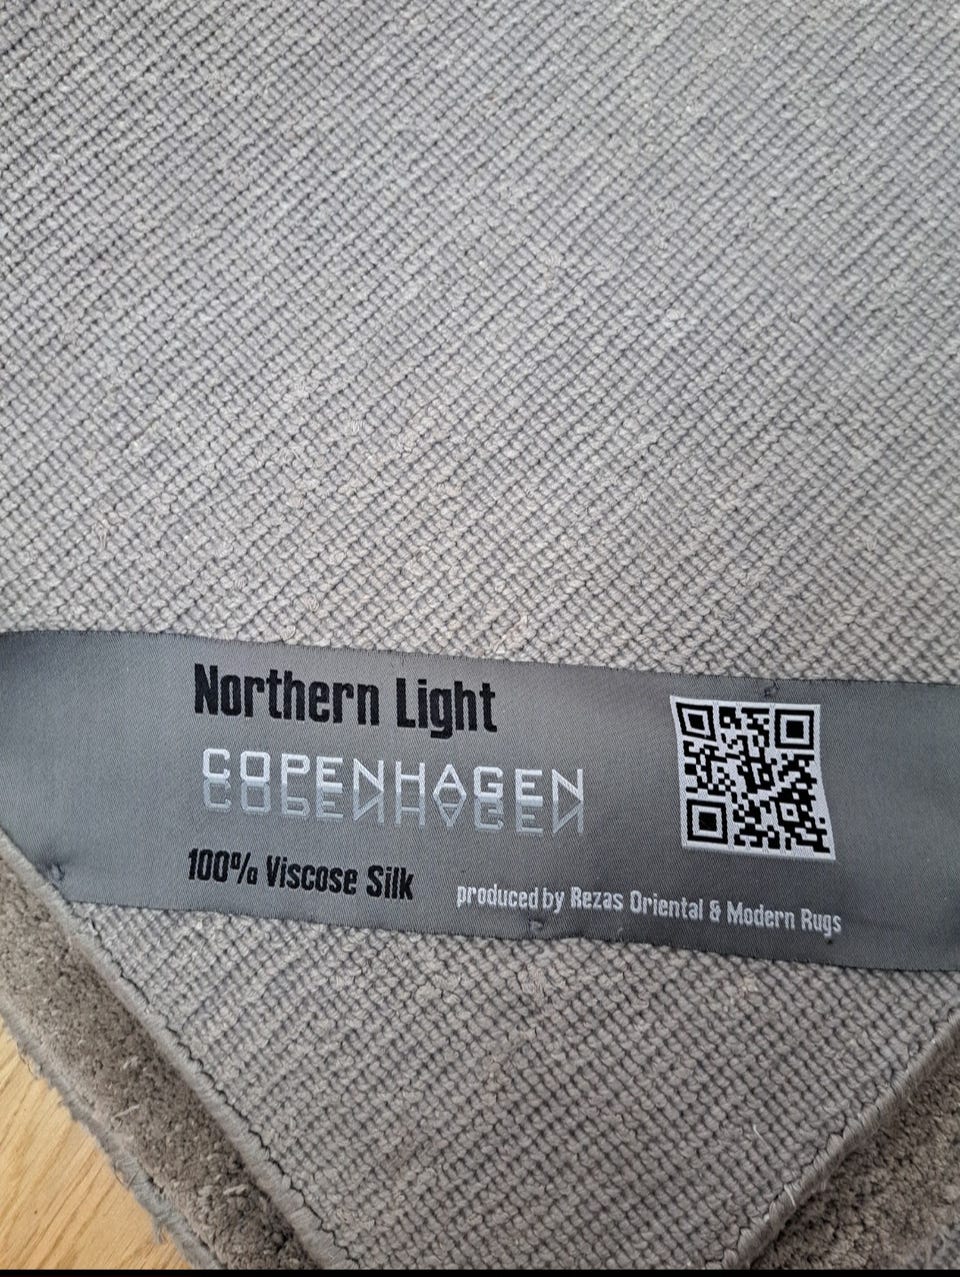 Northern Light
COPENHAGEN
100% Viscose Silk
produced by Rezas Oriental & Modern Rugs